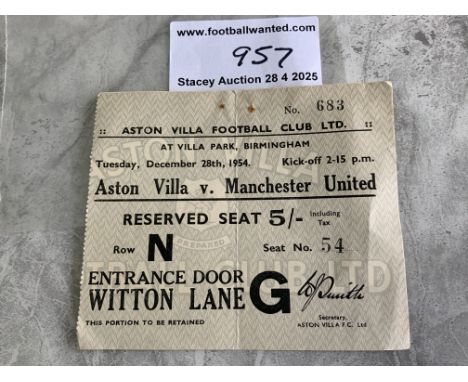 www.footballwanted.com
957
Stacey Auction 28 4 2025
No. 683
:: ASTON VILLA FOOTBALL CLUB LTD. ::
AT VILLA PARK, BIRMINGHAM
Tuesday, December 28th, 1954. Kick-off 2-15 p.m.
Aston Villa v. Manchester United
RESERVED SEAT 5/- Including Tax
Row N Seat No. 54
PREPARED
ENTRANCE DOOR
WITTON LANE G
Secretary,
THIS PORTION TO BE RETAINED ASTON VILLA F.C. Ltd